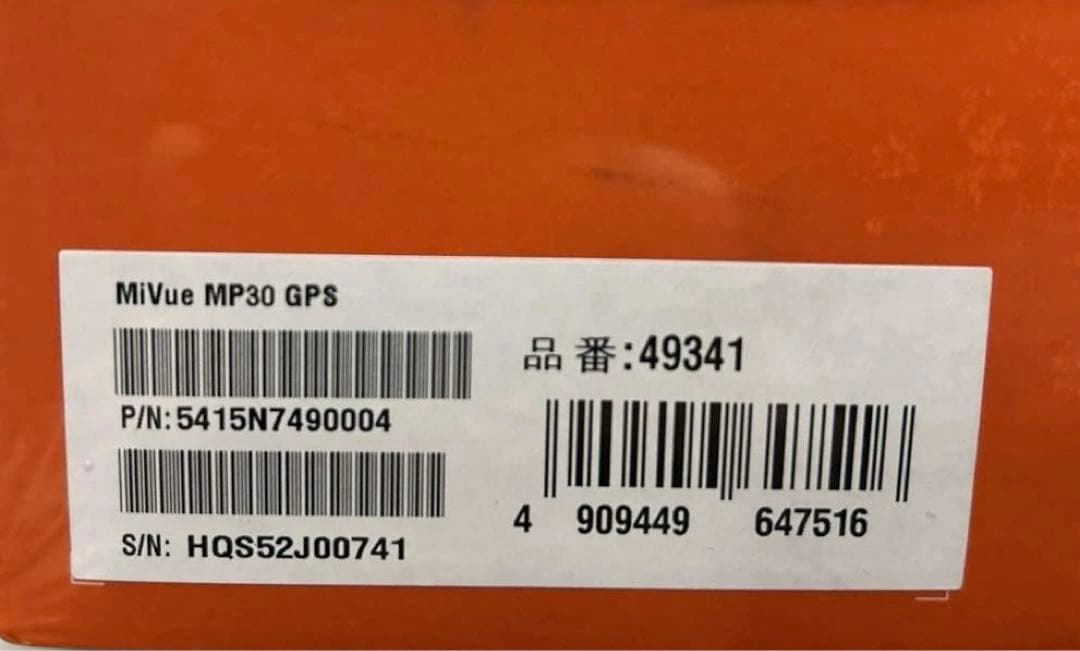 MiVue MP30 GPS
P/N:5415N7490004
S/N: HQS52J00741
品番:49341
4 909449 647516